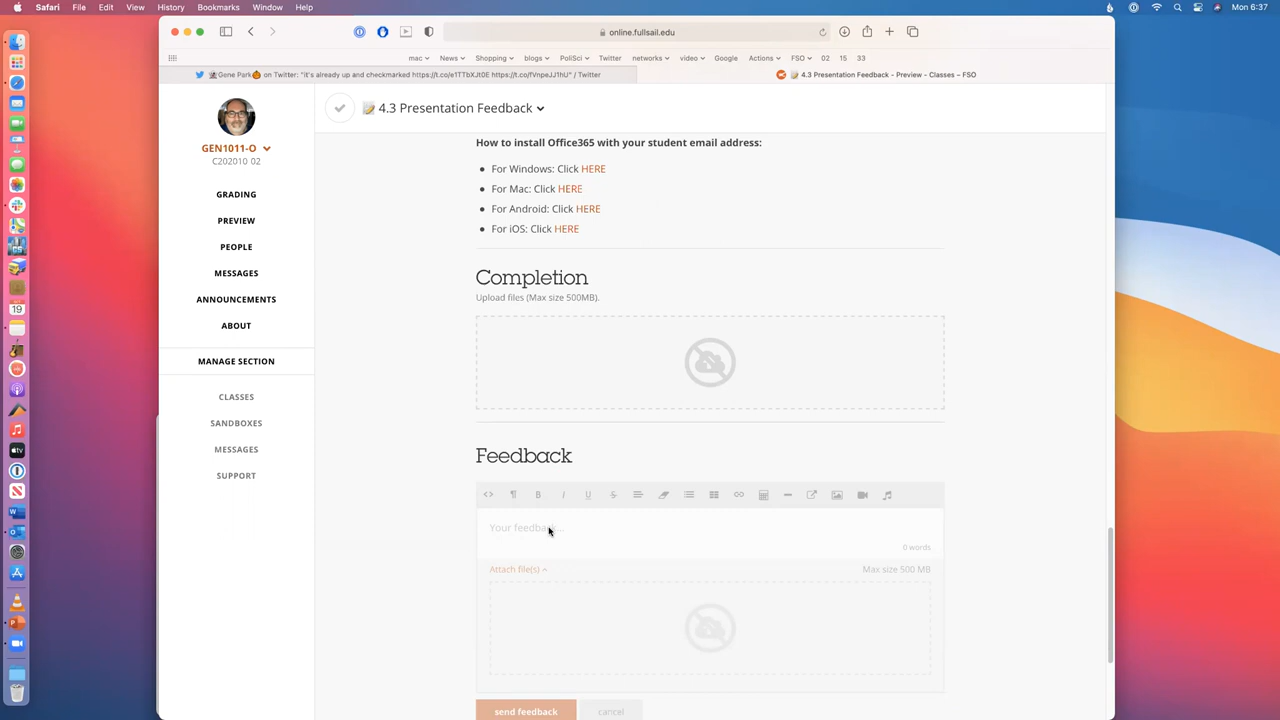 Safari File Edit View History Bookmarks Window Help Mon 6:37
online.fullsail.edu
mac News Shopping blogs PoliSci Twitter networks video Google Actions FSO 02 15 33
Gene Park🎃 on Twitter: "it's already up and checkmarked https://t.co/e1TTbXJt0E https://t.co/fVnpeJJ1hU" / Twitter
4.3 Presentation Feedback - Preview - Classes – FSO
4.3 Presentation Feedback
GEN1011-O
C202010 02
GRADING
PREVIEW
PEOPLE
MESSAGES
ANNOUNCEMENTS
ABOUT
MANAGE SECTION
CLASSES
SANDBOXES
MESSAGES
SUPPORT
How to install Office365 with your student email address:
For Windows: Click HERE
For Mac: Click HERE
For Android: Click HERE
For iOS: Click HERE
Completion
Upload files (Max size 500MB).
Feedback
Your feedback...
0 words
Attach file(s) Max size 500 MB
send feedback cancel